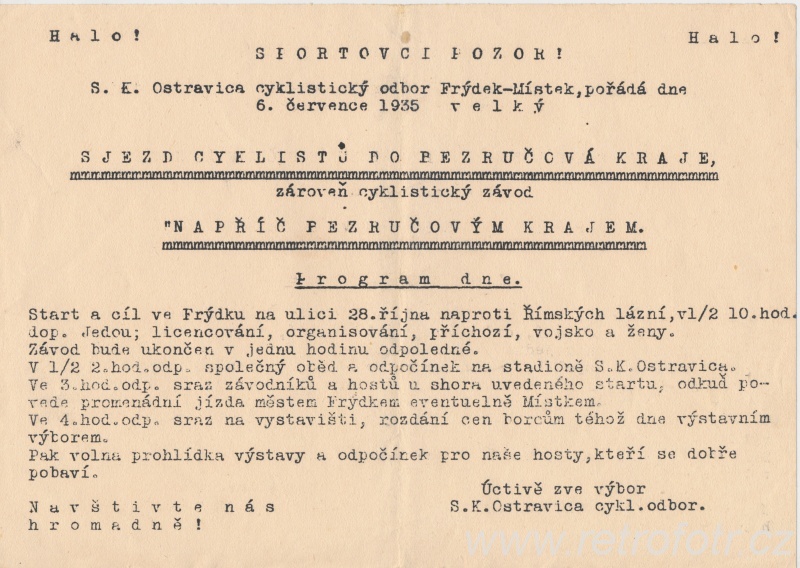 Halo! Halo!
SPORTOVCI POZOR!
S. K. Ostravica cyklistický odbor Frýdek-Místek, pořádá dne
6. července 1935 velký
SJEZD CYKLISTŮ DO BEZRUČOVÁ KRAJE,
zároveň cyklistický závod
"NAPŘÍČ BEZRUČOVÝM KRAJEM.
Program dne.
Start a cíl ve Frýdku na ulici 28.října naproti Římských lázní,v1/2 10.hod.
dop. Jedou; licencování, organisování, příchozí, vojsko a ženy.
Závod bude ukončen v jednu hodinu odpoledné.
V 1/2 2.hod.odp. společný oběd a odpočínek na stadioně S.K.Ostravica.
Ve 3.hod.odp. sraz závodníků a hostů u shora uvedeného startu, odkuď po-
vede promenádní jízda městem Frýdkem eventuelně Místkem.
Ve 4.hod.odp. sraz na vystavišti, rozdání cen borcům téhož dne výstavním
výborem.
Pak volna prohlídka výstavy a odpočínek pro naše hosty,kteří se dobře
pobaví.
Úctivě zve výbor
Navštivte nás S.K.Ostravica cykl.odbor.
hromadně!
www.retrofotr.cz